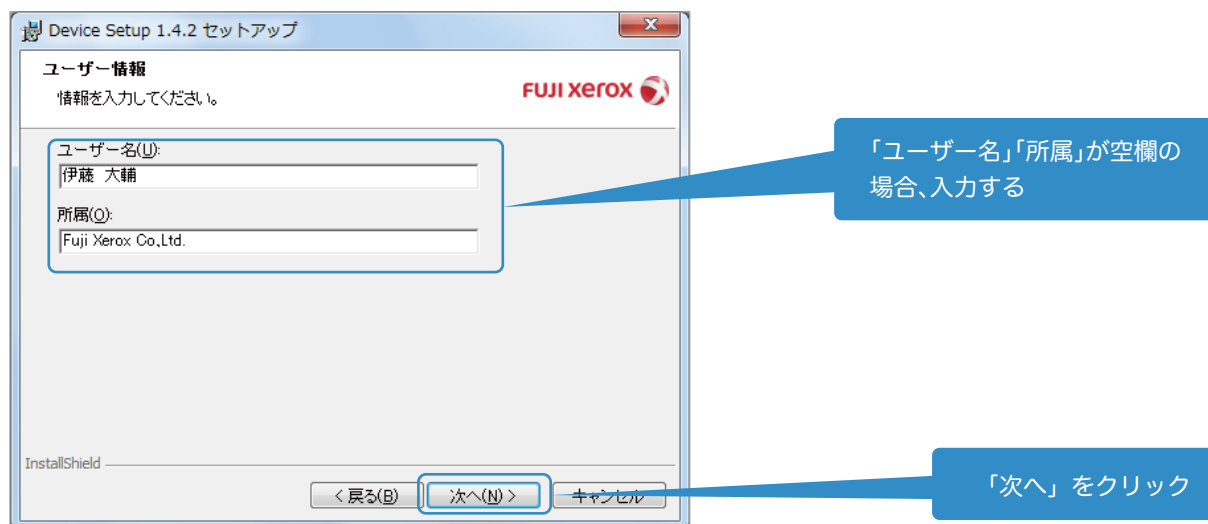 Device Setup 1.4.2 セットアップ
ユーザー情報
情報を入力してください。
FUJI xerox
ユーザー名(U):
伊藤 大輔
所属(O):
Fuji Xerox Co,Ltd.
「ユーザー名」「所属」が空欄の
場合、入力する
InstallShield
< 戻る(B)
次へ(N) >
キャンセル
「次へ」をクリック